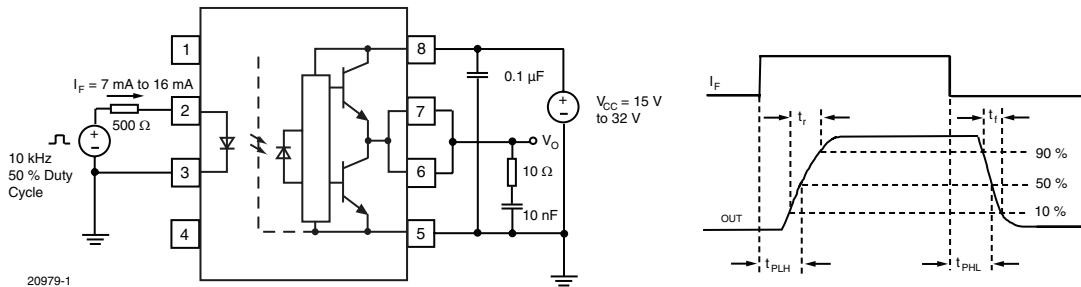 1
I_F = 7 mA to 16 mA
2
500 Ω
+
−
10 kHz
50 % Duty
Cycle
3
4
20979-1
8
7
6
5
0.1 µF
V_O
10 Ω
10 nF
+
−
V_CC = 15 V
to 32 V
I_F
t_r
t_f
90 %
50 %
10 %
OUT
t_PLH
t_PHL